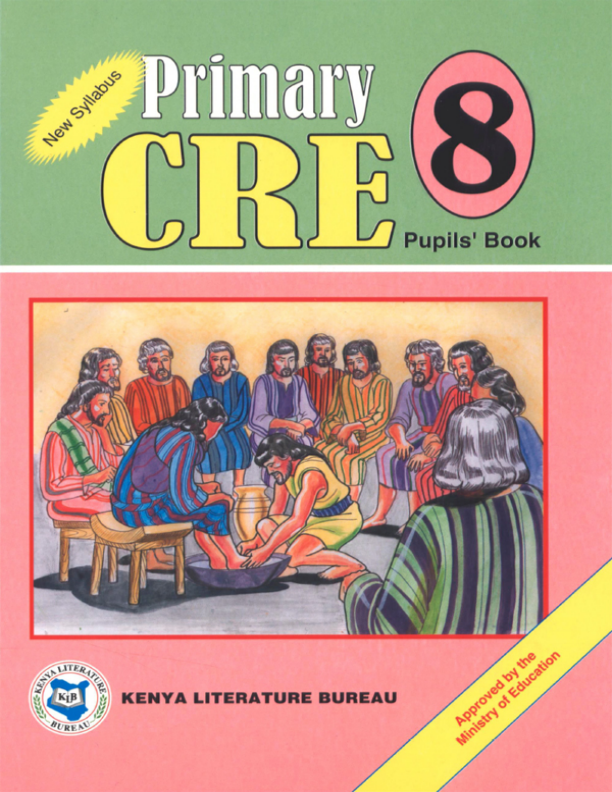 New Syllabus
Primary
CRE
8
Pupils' Book
KENYA LITERATURE
KLB
BUREAU
KENYA LITERATURE BUREAU
Approved by the
Ministry of Education